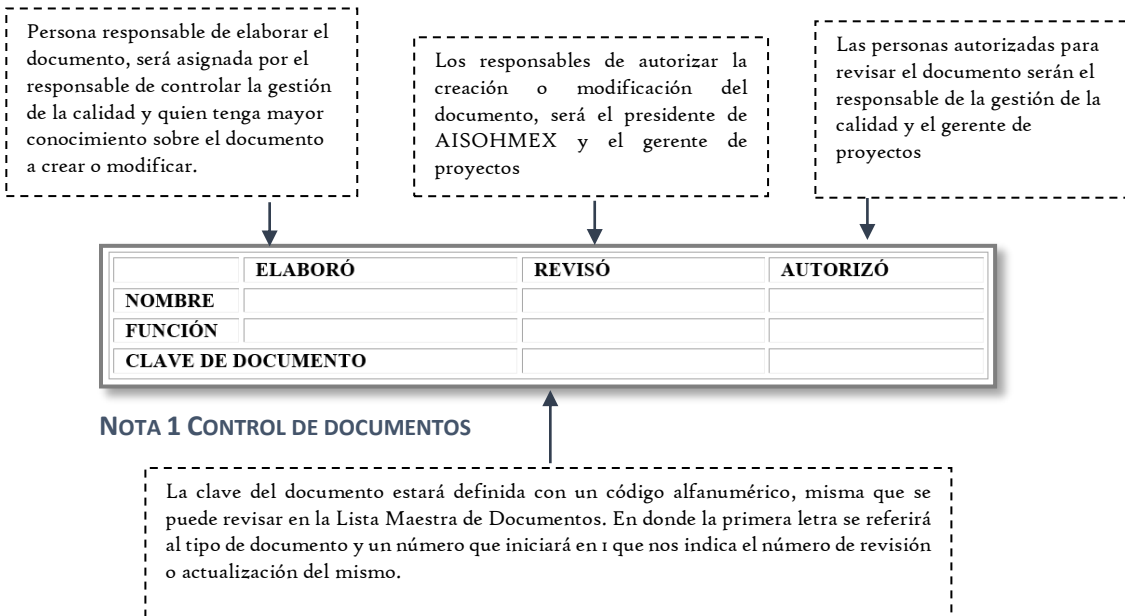 Persona responsable de elaborar el
documento, será asignada por el
responsable de controlar la gestión
de la calidad y quien tenga mayor
conocimiento sobre el documento
a crear o modificar.
Los responsables de autorizar la
creación o modificación del
documento, será el presidente de
AISOHMEX y el gerente de
proyectos
Las personas autorizadas para
revisar el documento serán el
responsable de la gestión de la
calidad y el gerente de
proyectos
ELABORÓ REVISÓ AUTORIZÓ
NOMBRE
FUNCIÓN
CLAVE DE DOCUMENTO
NOTA 1 CONTROL DE DOCUMENTOS
La clave del documento estará definida con un código alfanumérico, misma que se
puede revisar en la Lista Maestra de Documentos. En donde la primera letra se referirá
al tipo de documento y un número que iniciará en 1 que nos indica el número de revisión
o actualización del mismo.